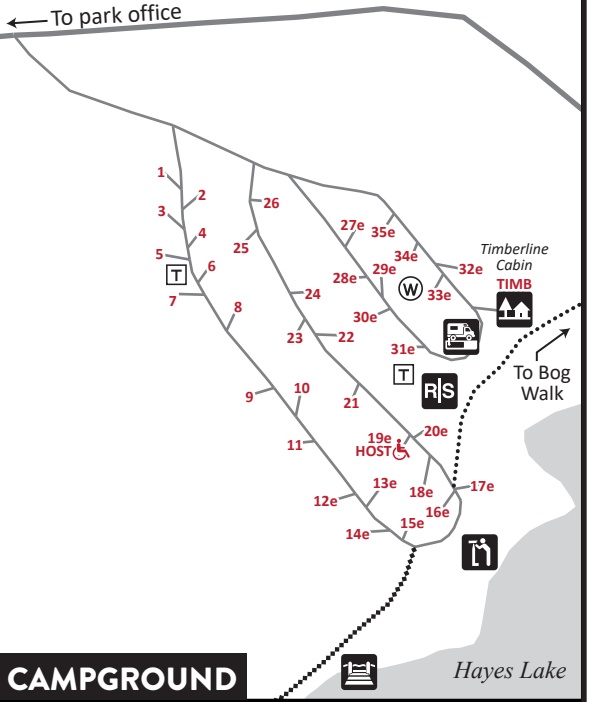 To park office
1
2
3
4
5
6
T
7
8
26
25
24
23
22
27e
35e
34e
28e
29e
W
33e
32e
30e
31e
Timberline
Cabin
TIMB
To Bog
Walk
T
R|S
9
10
21
11
19e
HOST
20e
13e
18e
17e
12e
16e
15e
14e
CAMPGROUND
Hayes Lake